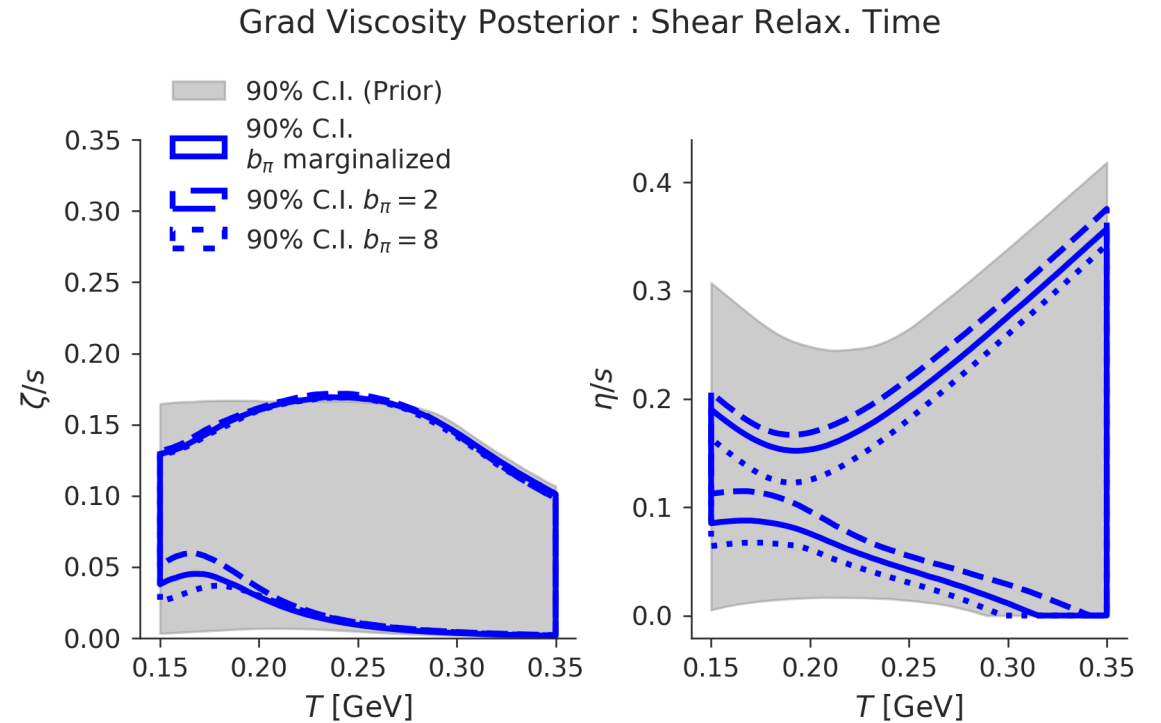 Grad Viscosity Posterior : Shear Relax. Time
90% C.I. (Prior)
90% C.I.
b_π marginalized
90% C.I. b_π = 2
90% C.I. b_π = 8
0.35
0.30
0.25
0.20
0.15
0.10
0.05
0.00
ζ/s
0.15 0.20 0.25 0.30 0.35
T [GeV]
0.4
0.3
0.2
0.1
0.0
η/s
0.15 0.20 0.25 0.30 0.35
T [GeV]